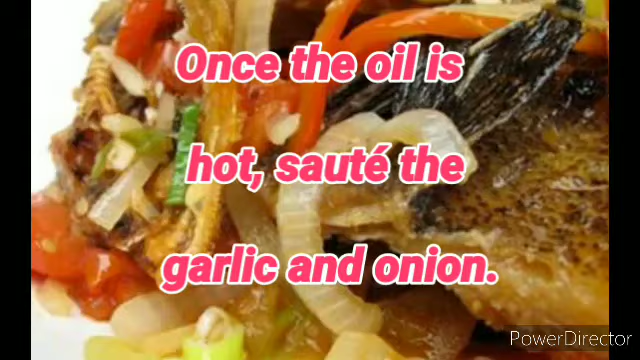 Once the oil is
hot, sauté the
garlic and onion.
PowerDirector